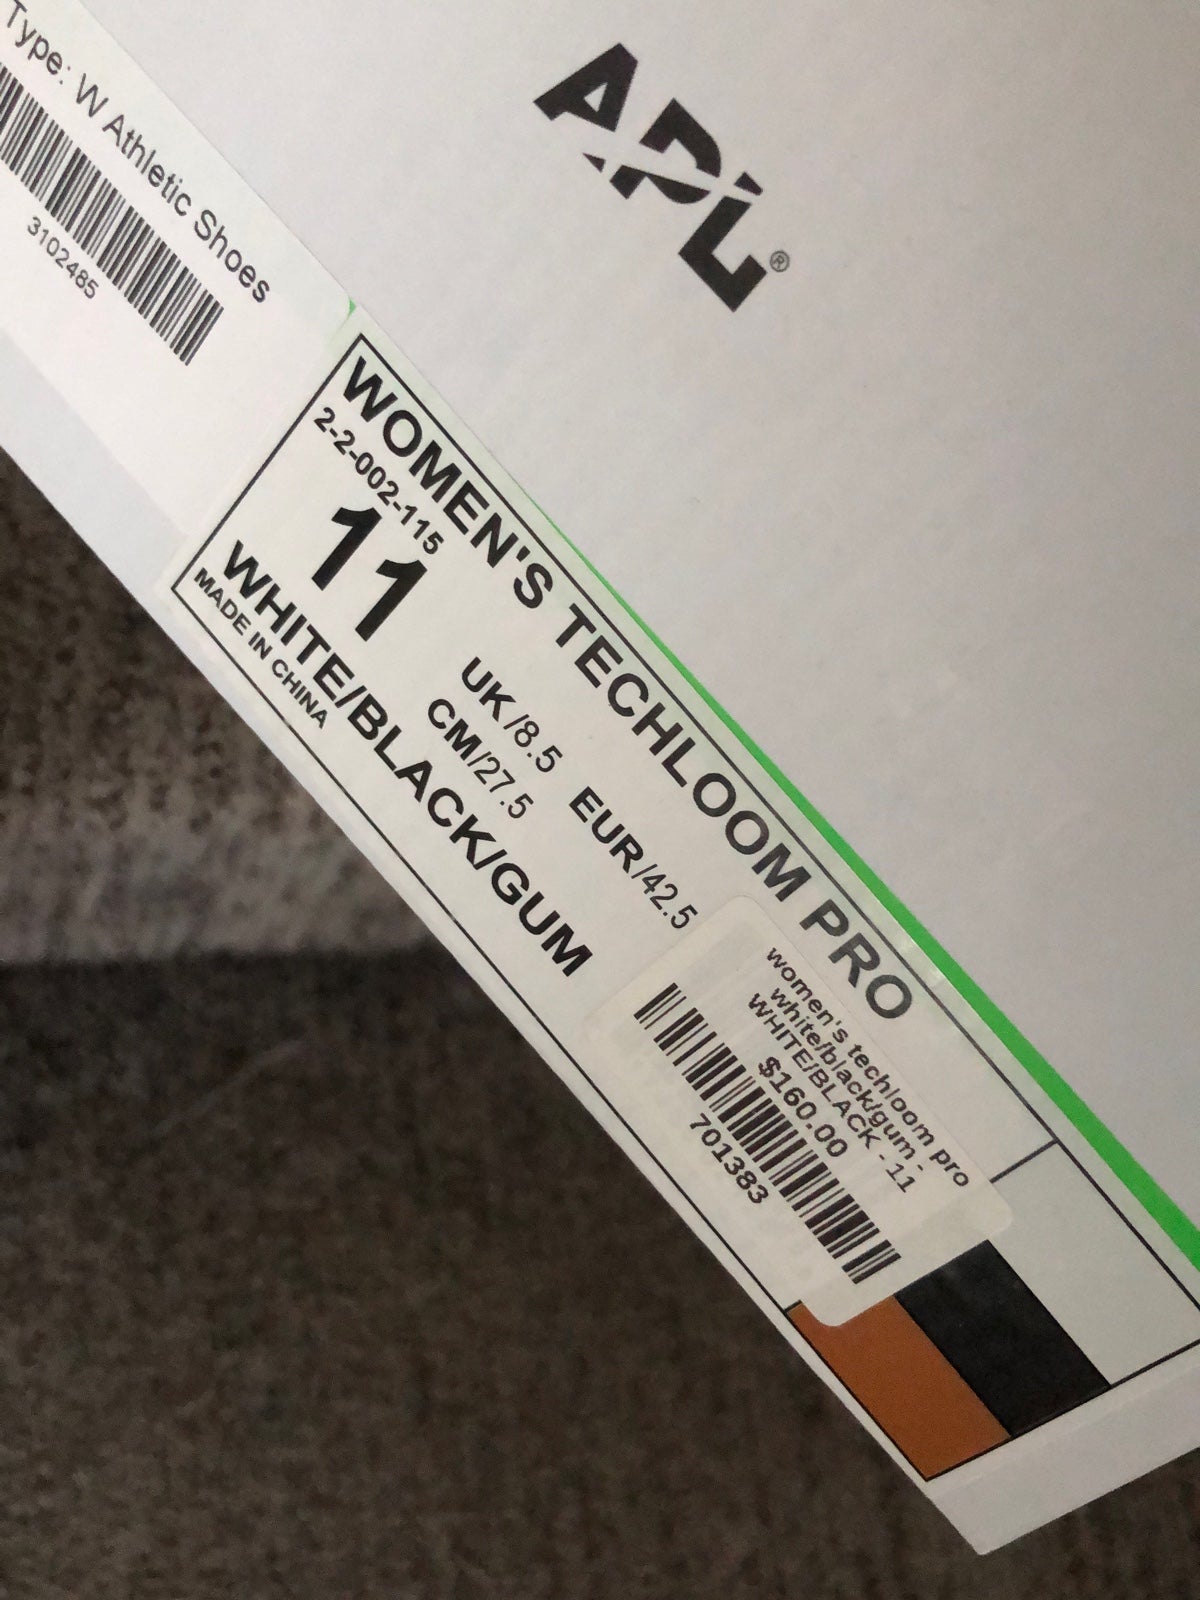 APL®
Type: W Athletic Shoes
3102485
WOMEN'S TECHLOOM PRO
2-2-002-115
11
UK/8.5 EUR/42.5
CM/27.5
WHITE/BLACK/GUM
MADE IN CHINA
women's techloom pro
white/black/gum -
WHITE/BLACK - 11
$160.00
701383